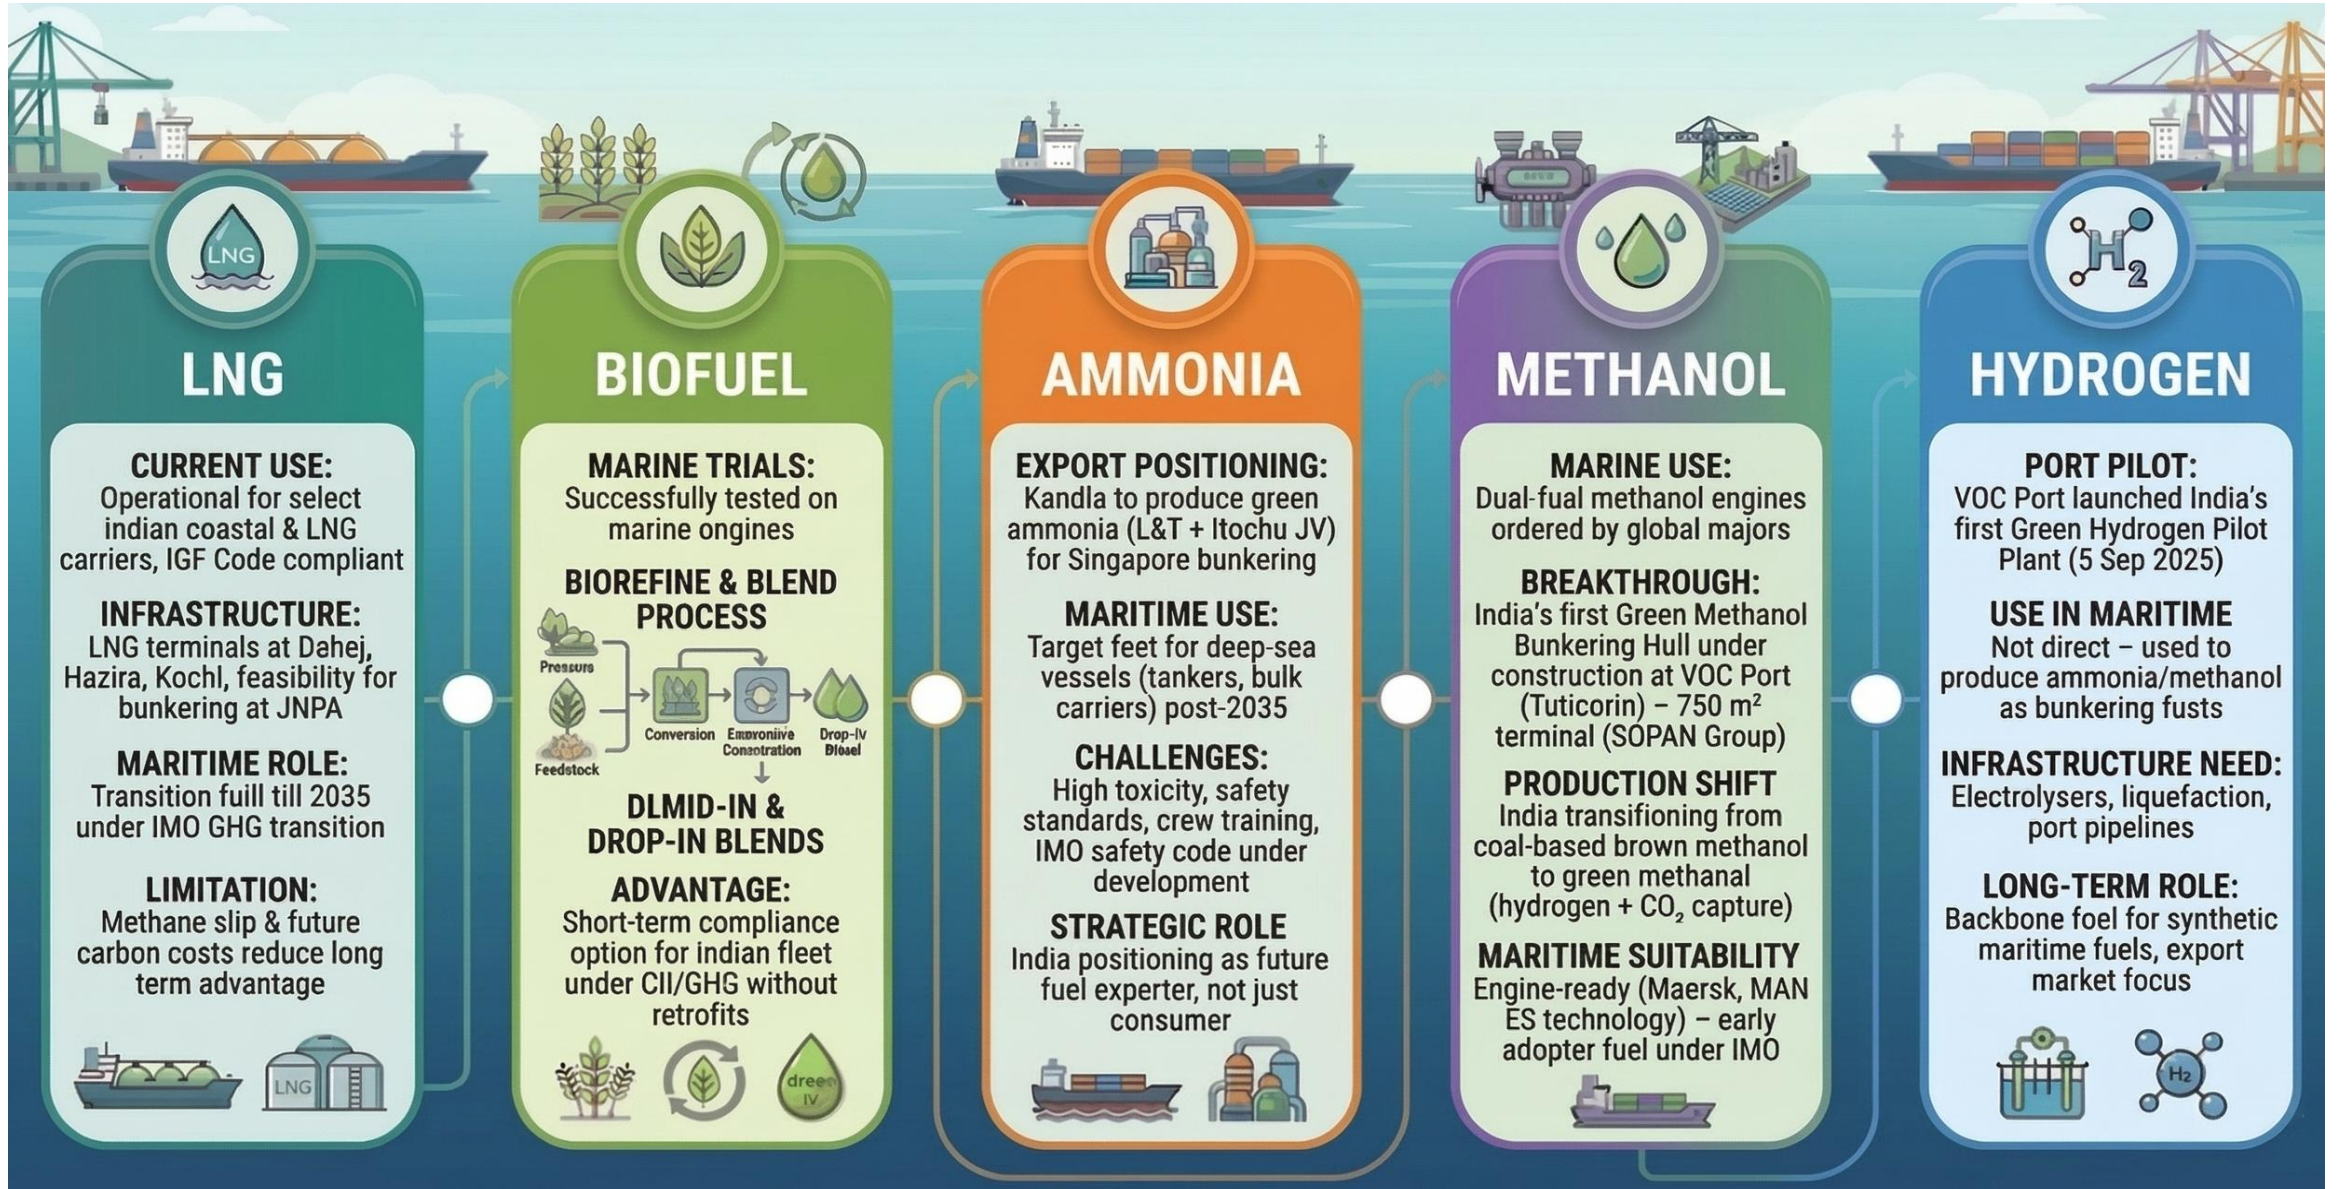 LNG
LNG
CURRENT USE:
Operational for select
indian coastal & LNG
carriers, IGF Code compliant
INFRASTRUCTURE:
LNG terminals at Dahej,
Hazira, Kochl, feasibility for
bunkering at JNPA
MARITIME ROLE:
Transition fuill till 2035
under IMO GHG transition
LIMITATION:
Methane slip & future
carbon costs reduce long
term advantage
LNG
BIOFUEL
MARINE TRIALS:
Successfully tested on
marine ongines
BIOREFINE & BLEND
PROCESS
Feedstock
Conversion
Drop-IV
DLMID-IN &
DROP-IN BLENDS
ADVANTAGE:
Short-term compliance
option for indian fleet
under CII/GHG without
retrofits
dreen
IV
AMMONIA
EXPORT POSITIONING:
Kandla to produce green
ammonia (L&T + Itochu JV)
for Singapore bunkering
MARITIME USE:
Target feet for deep-sea
vessels (tankers, bulk
carriers) post-2035
CHALLENGES:
High toxicity, safety
standards, crew training,
IMO safety code under
development
STRATEGIC ROLE
India positioning as future
fuel experter, not just
consumer
METHANOL
MARINE USE:
Dual-fual methanol engines
ordered by global majors
BREAKTHROUGH:
India's first Green Methanol
Bunkering Hull under
construction at VOC Port
(Tuticorin) – 750 m²
terminal (SOPAN Group)
PRODUCTION SHIFT
India transifioning from
coal-based brown methanol
to green methanal
(hydrogen + CO₂ capture)
MARITIME SUITABILITY
Engine-ready (Maersk, MAN
ES technology) – early
adopter fuel under IMO
H₂
HYDROGEN
PORT PILOT:
VOC Port launched India's
first Green Hydrogen Pilot
Plant (5 Sep 2025)
USE IN MARITIME
Not direct – used to
produce ammonia/methanol
as bunkering fusts
INFRASTRUCTURE NEED:
Electrolysers, liquefaction,
port pipelines
LONG-TERM ROLE:
Backbone foel for synthetic
maritime fuels, export
market focus
H₂